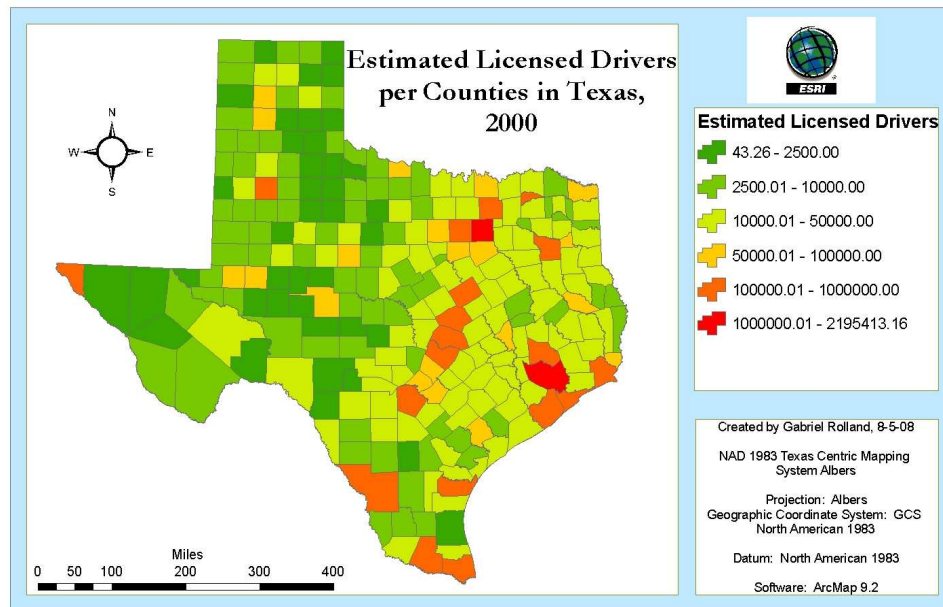 Estimated Licensed Drivers
per Counties in Texas,
2000
N
W
E
S
ESRI
Estimated Licensed Drivers
43.26 - 2500.00
2500.01 - 10000.00
10000.01 - 50000.00
50000.01 - 100000.00
100000.01 - 1000000.00
1000000.01 - 2195413.16
Created by Gabriel Rolland, 8-5-08
NAD 1983 Texas Centric Mapping
System Albers
Projection: Albers
Geographic Coordinate System: GCS
North American 1983
Datum: North American 1983
Software: ArcMap 9.2
Miles
0 25 50 100 200 300 400